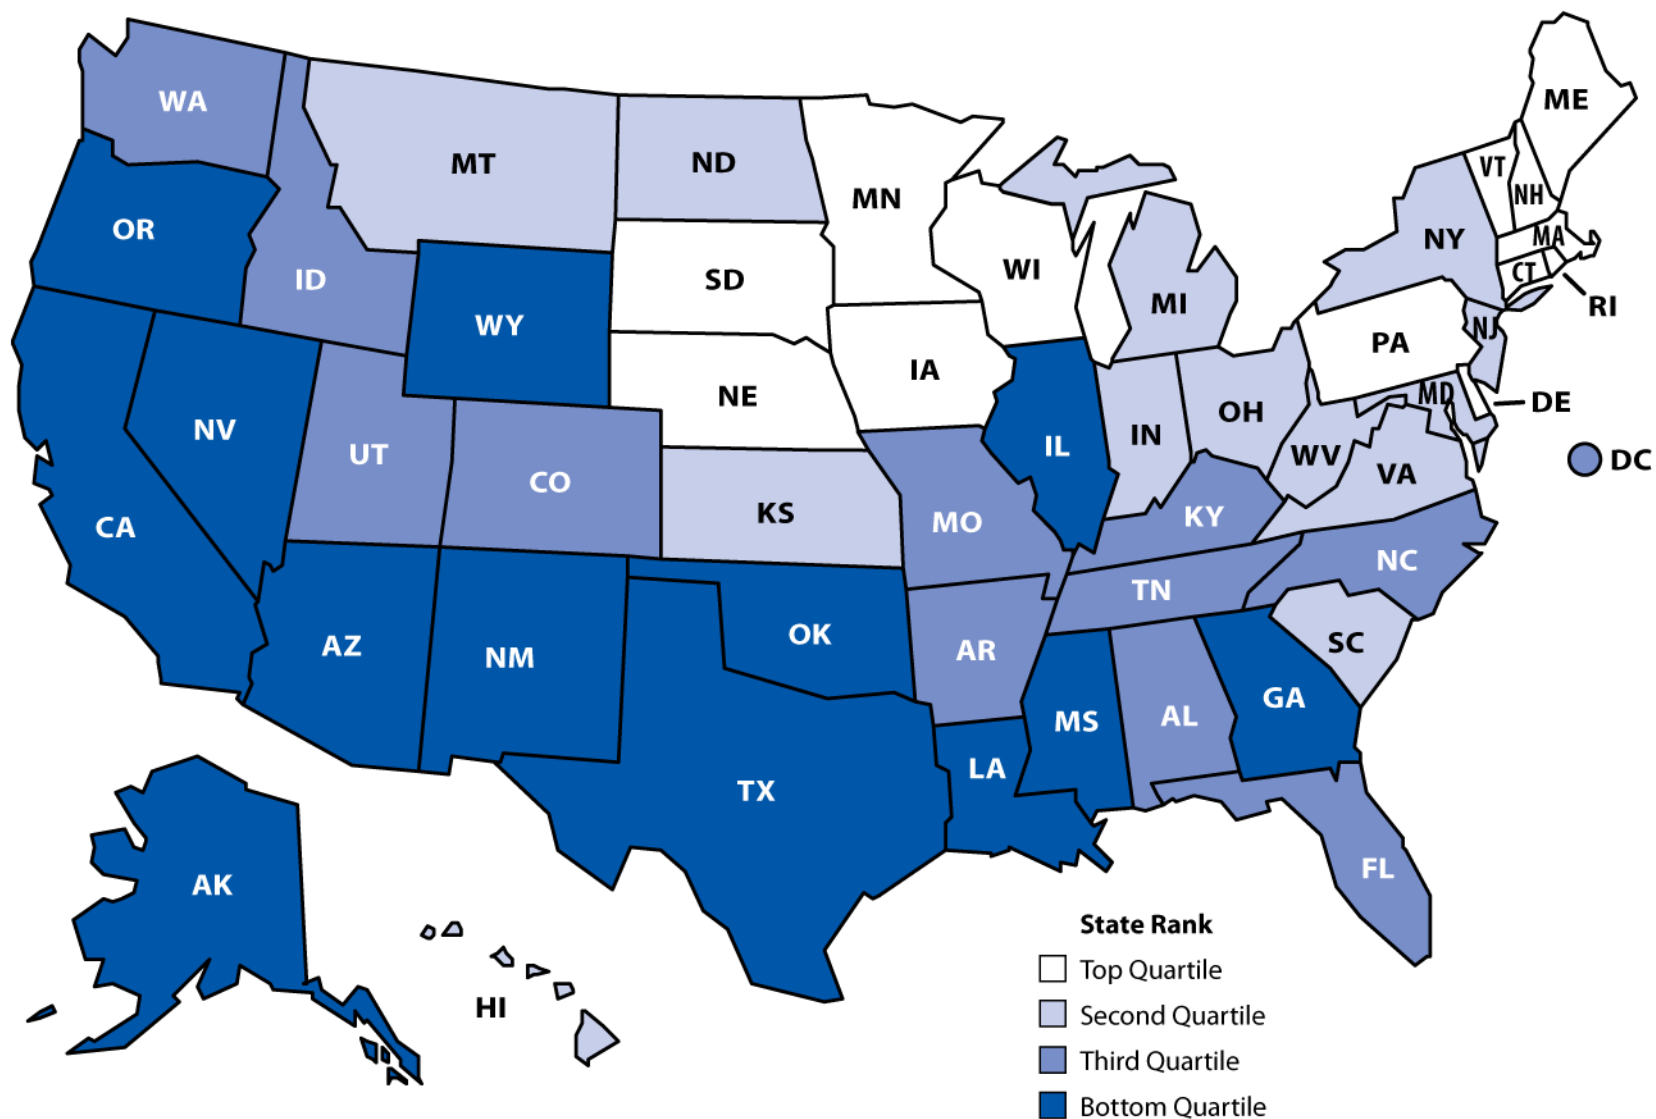 WA
MT
ND
MN
ME
VT
NH
OR
ID
SD
WI
MI
NY
MA
CT
RI
WY
IA
NE
PA
NJ
NV
UT
CO
KS
IL
IN
OH
MD
DE
WV
VA
DC
CA
MO
KY
NC
AZ
NM
OK
AR
TN
SC
TX
LA
MS
AL
GA
AK
HI
FL
State Rank
Top Quartile
Second Quartile
Third Quartile
Bottom Quartile